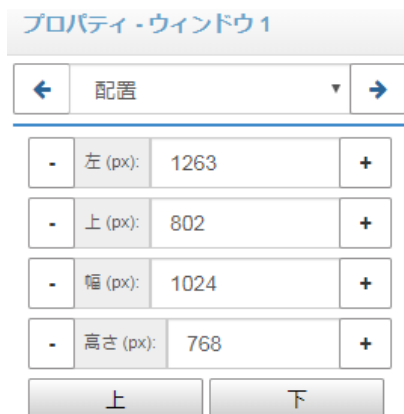 プロパティ - ウィンドウ 1
配置
- 左 (px): 1263 +
- 上 (px): 802 +
- 幅 (px): 1024 +
- 高さ (px): 768 +
上 下